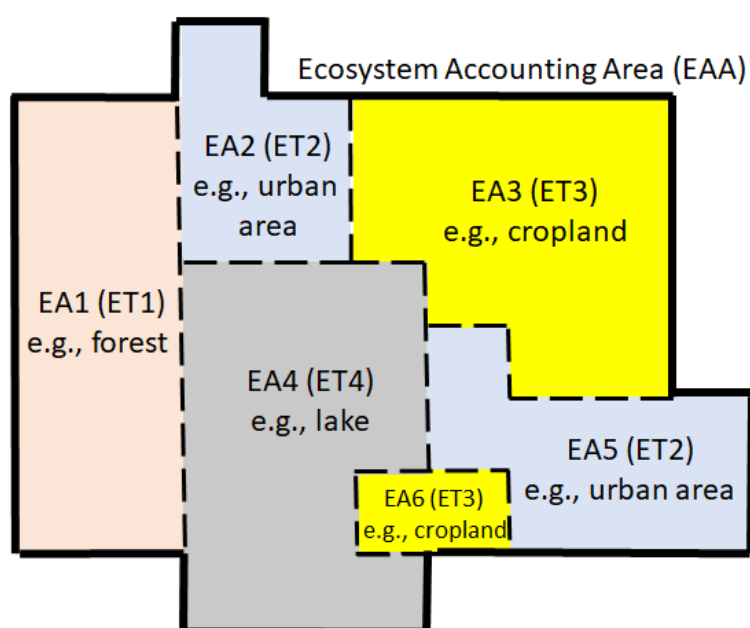 Ecosystem Accounting Area (EAA)
EA2 (ET2)
e.g., urban
area
EA3 (ET3)
e.g., cropland
EA1 (ET1)
e.g., forest
EA4 (ET4)
e.g., lake
EA5 (ET2)
e.g., urban area
EA6 (ET3)
e.g., cropland